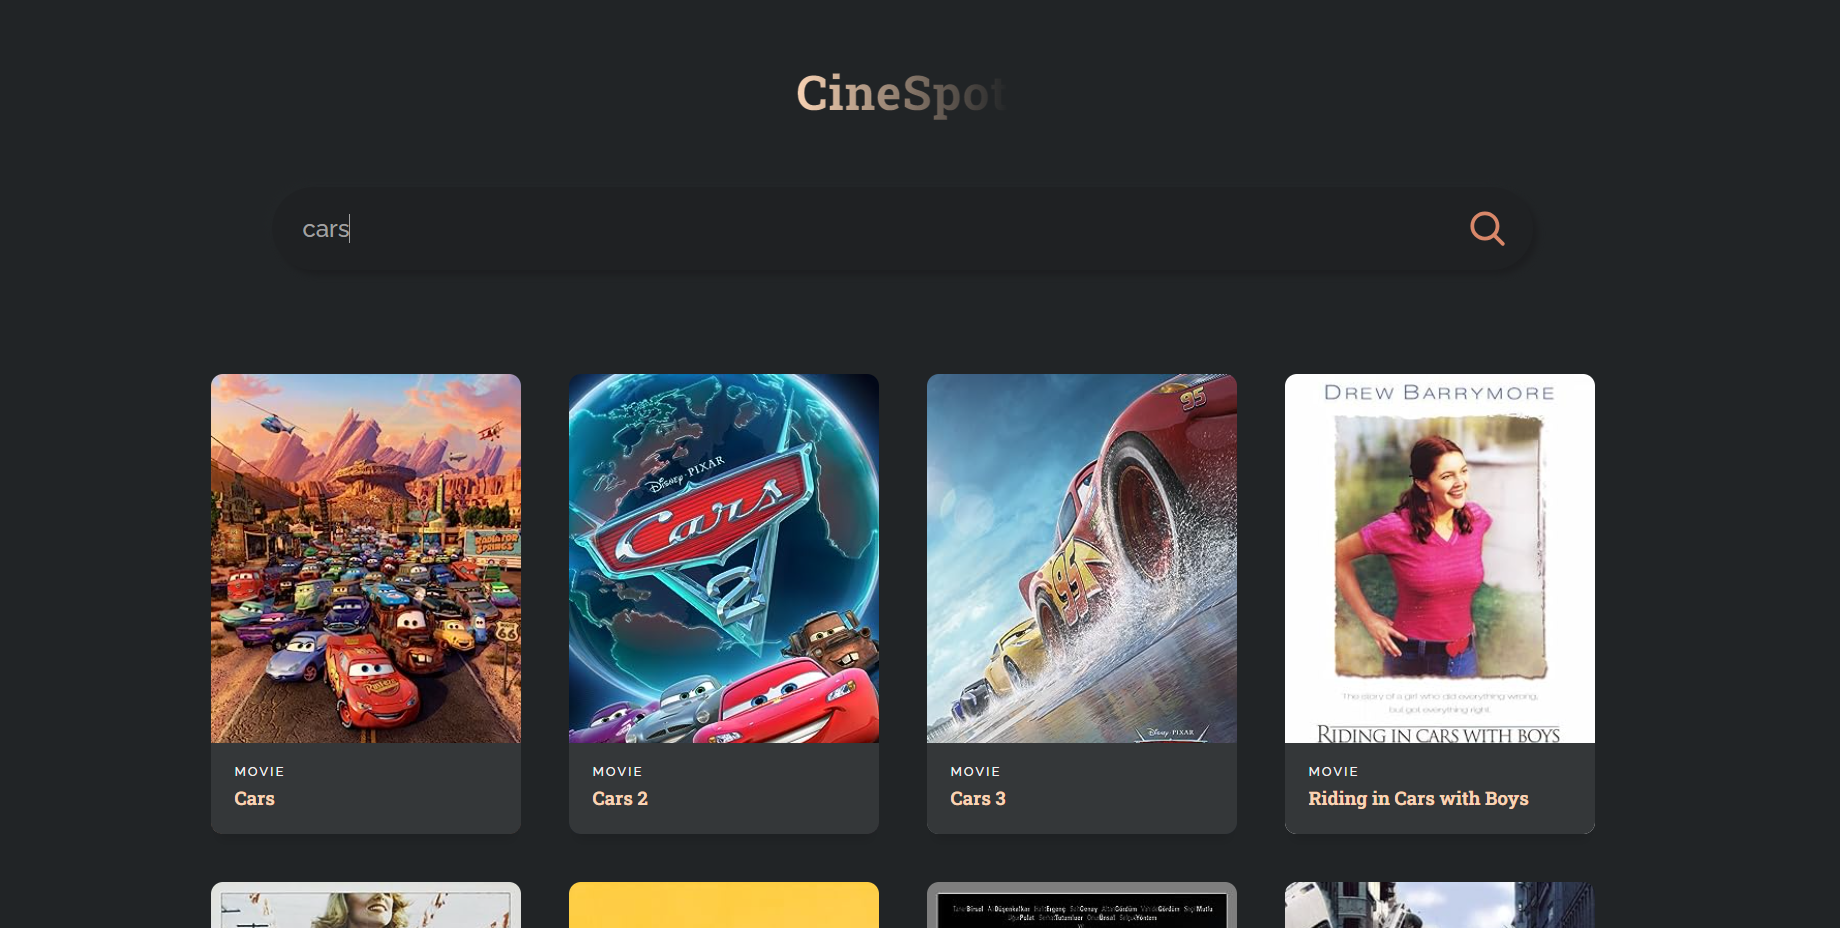 CineSpot
cars
RADIATOR SPRINGS
66
Disney · PIXAR
Cars
2
95
95
Disney PIXAR
DREW BARRYMORE
The story of a girl who did everything wrong,
but got everything right.
RIDING IN CARS WITH BOYS
MOVIE
Cars
MOVIE
Cars 2
MOVIE
Cars 3
MOVIE
Riding in Cars with Boys